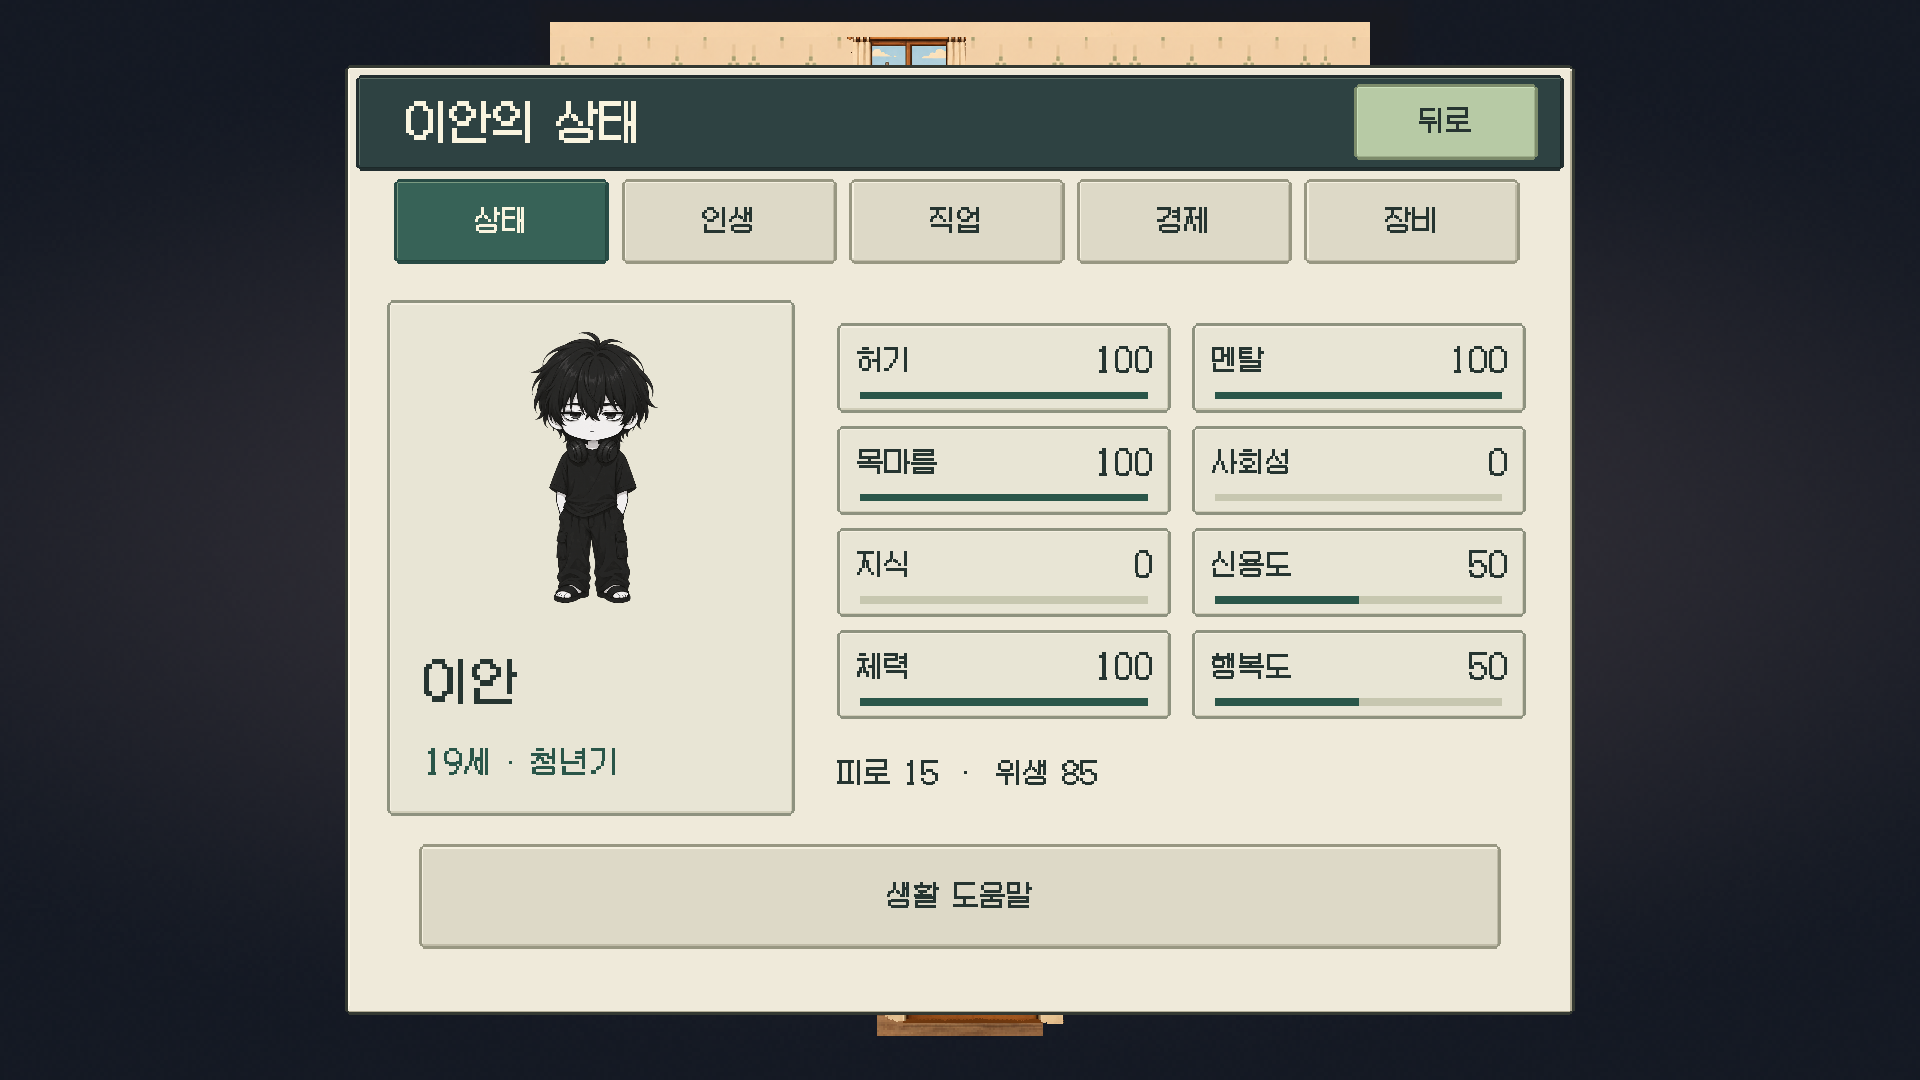 이안의 상태
뒤로
상태
인생
직업
경제
장비
이안
19세 · 청년기
허기 100
멘탈 100
목마름 100
사회성 0
지식 0
신용도 50
체력 100
행복도 50
피로 15 · 위생 85
생활 도움말